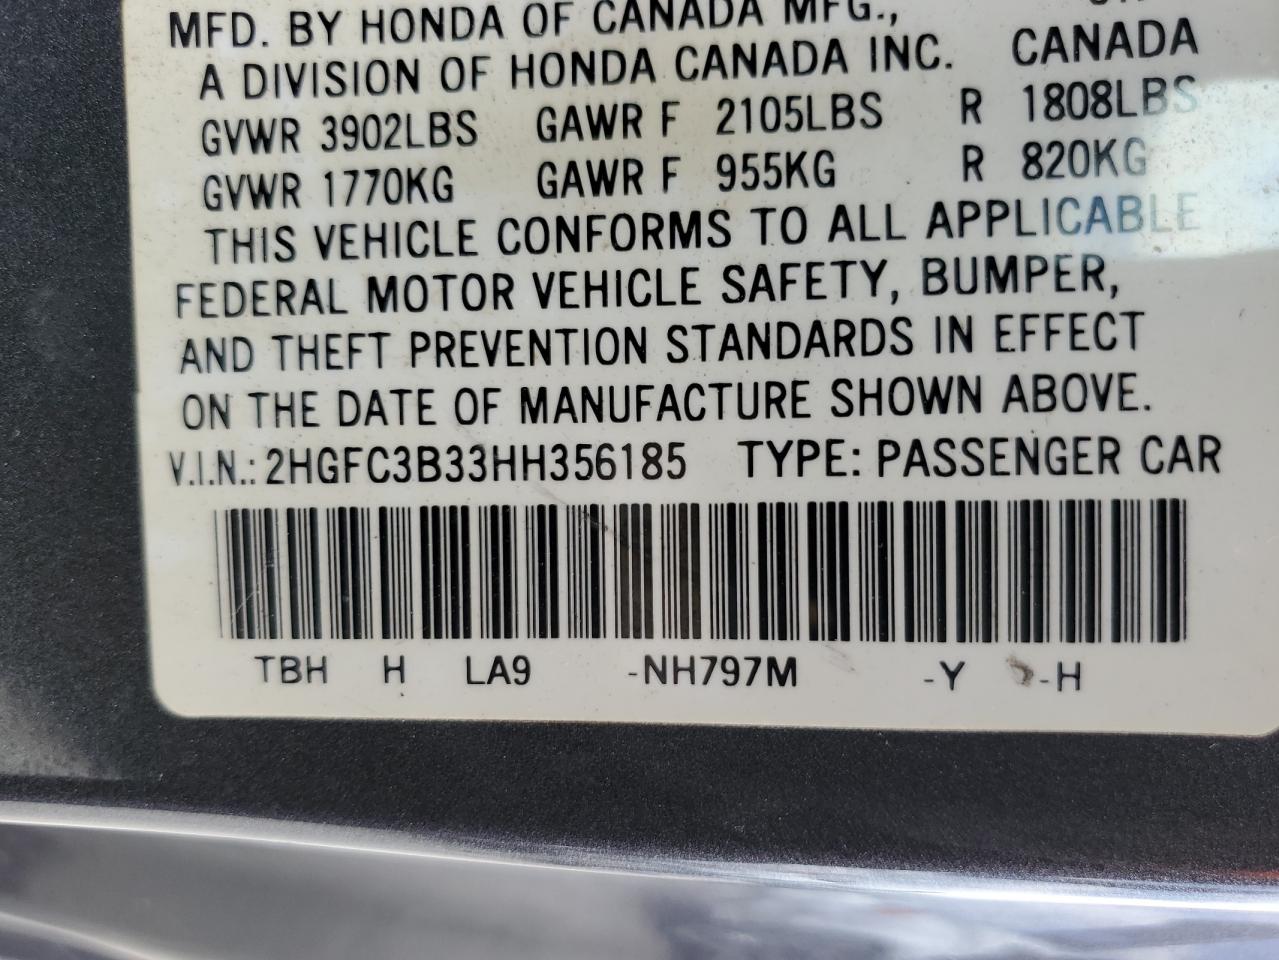 MFD. BY HONDA OF CANADA MFG.,
A DIVISION OF HONDA CANADA INC. CANADA
GVWR 3902LBS GAWR F 2105LBS R 1808LBS
GVWR 1770KG GAWR F 955KG R 820KG
THIS VEHICLE CONFORMS TO ALL APPLICABLE
FEDERAL MOTOR VEHICLE SAFETY, BUMPER,
AND THEFT PREVENTION STANDARDS IN EFFECT
ON THE DATE OF MANUFACTURE SHOWN ABOVE.
V.I.N.: 2HGFC3B33HH356185 TYPE: PASSENGER CAR
TBH H LA9 -NH797M -Y -H